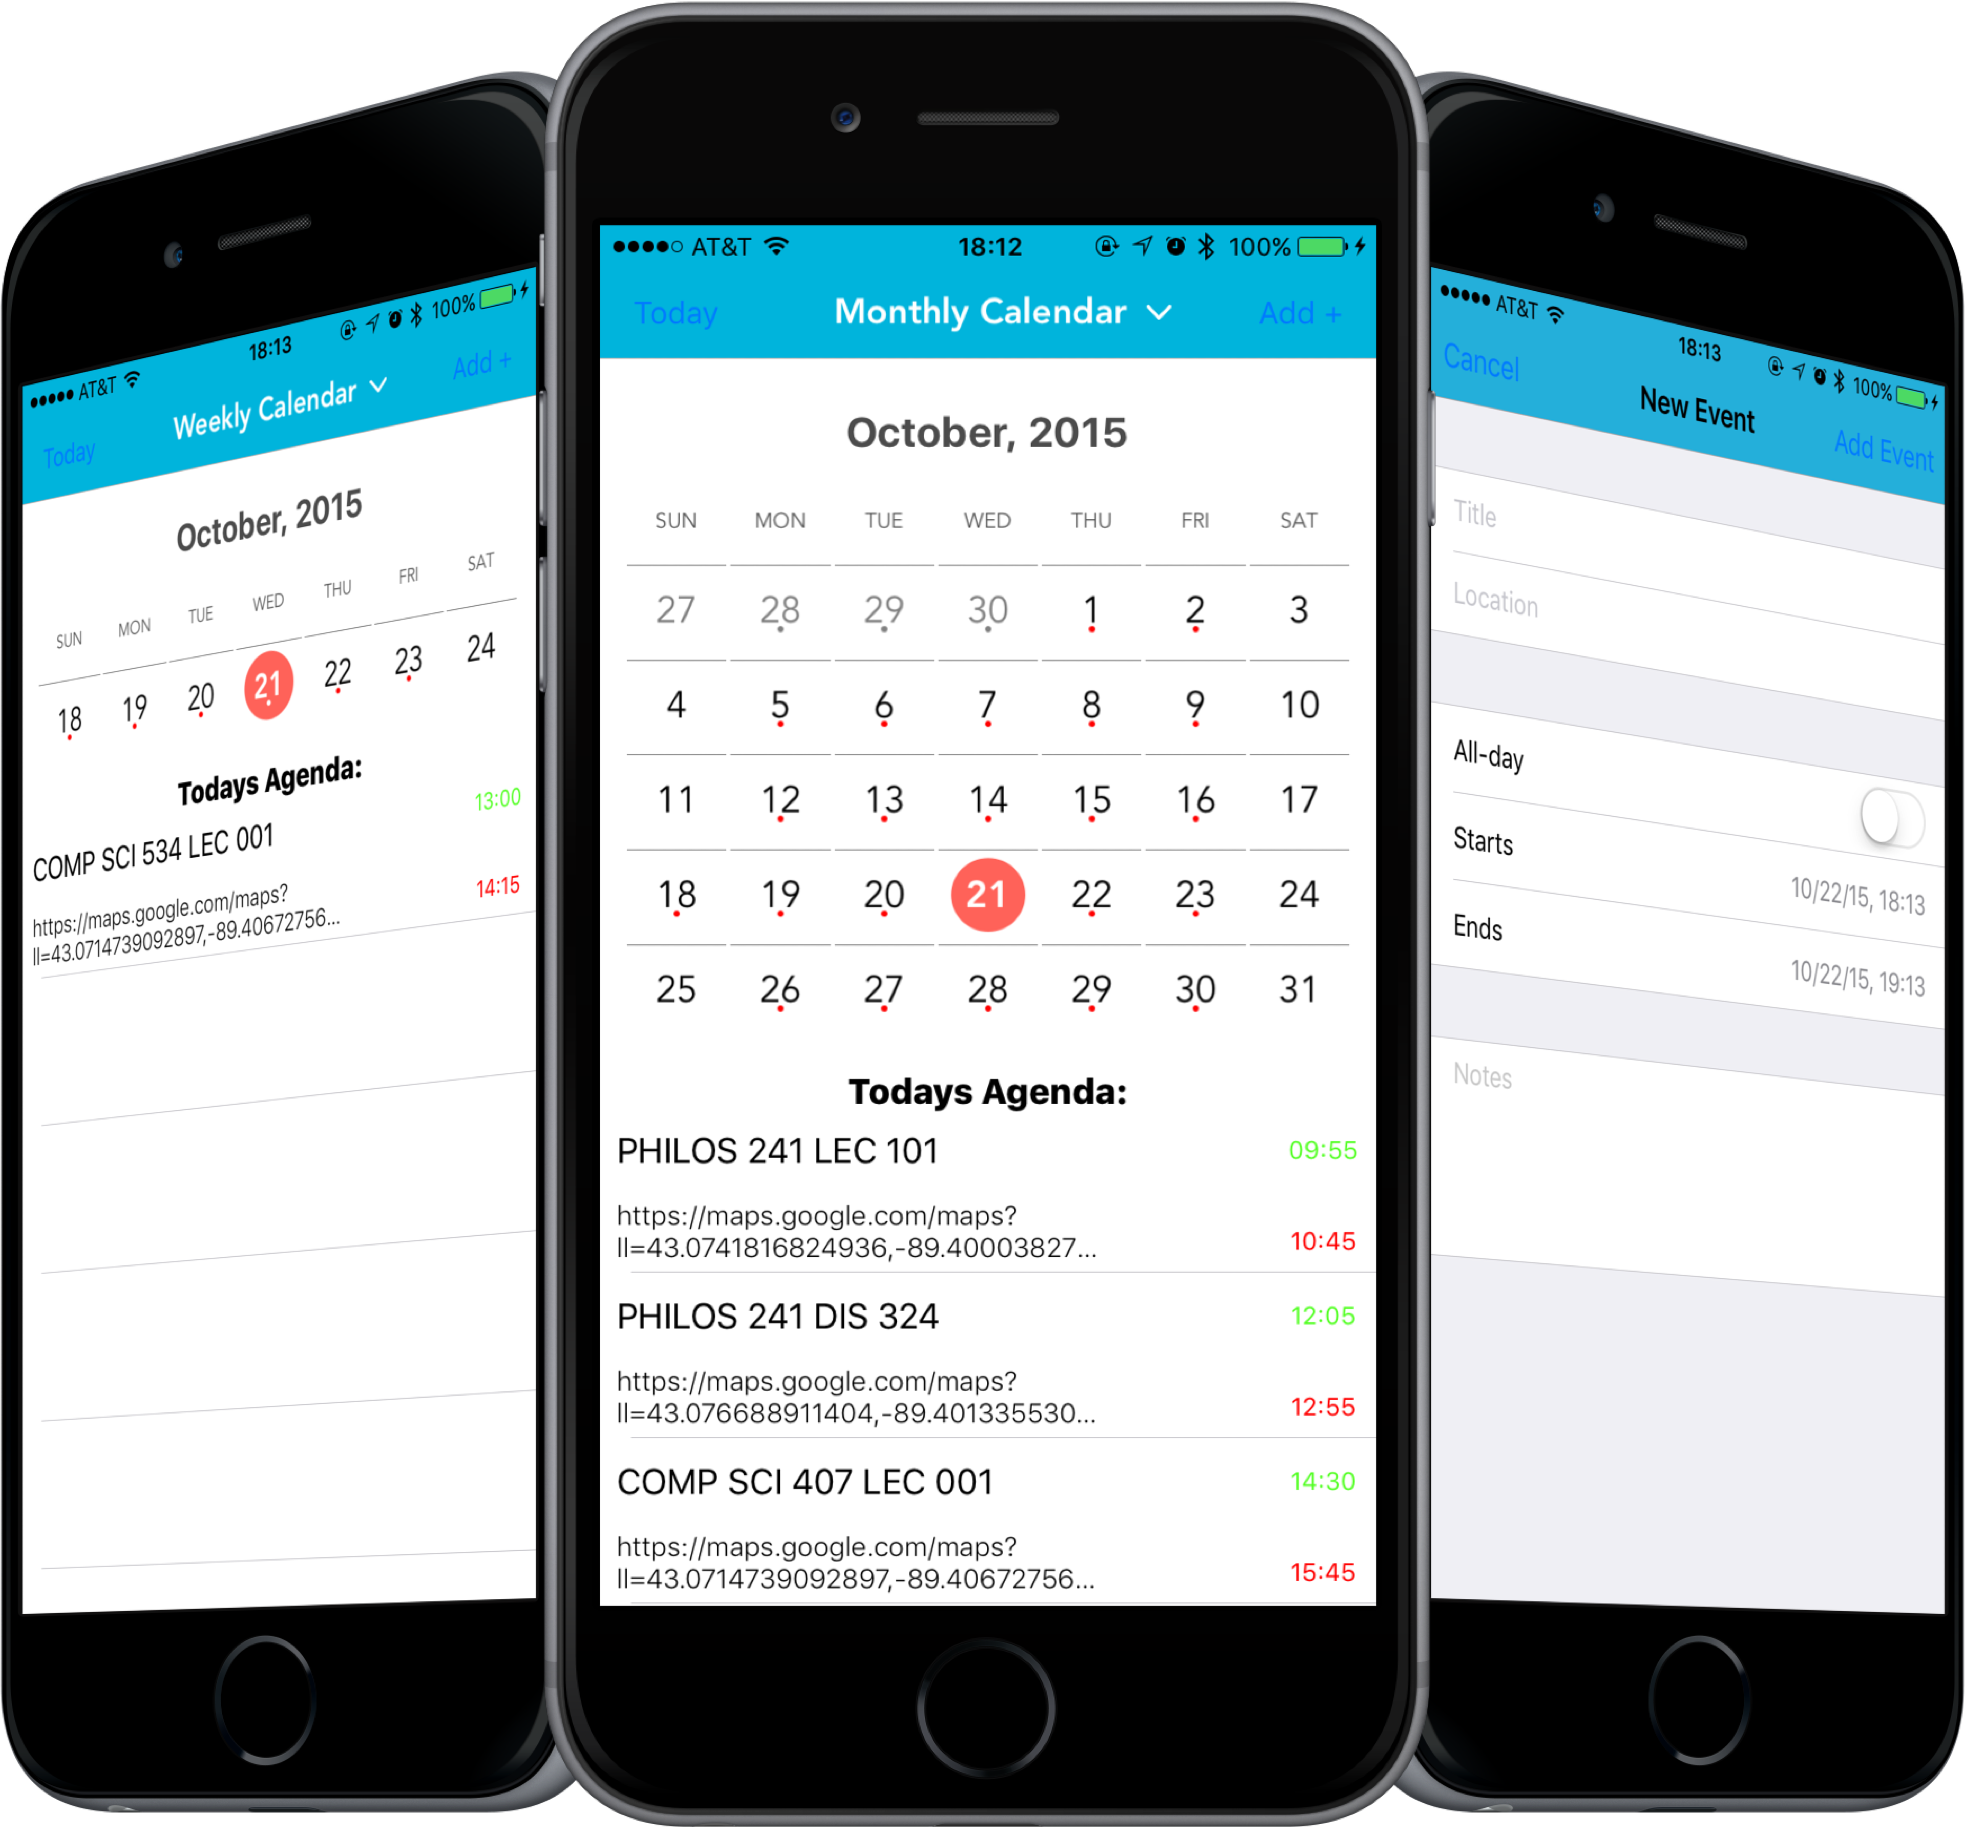 AT&T 18:13 100%
Today Weekly Calendar Add +
October, 2015
SUN MON TUE WED THU FRI SAT
18 19 20 21 22 23 24
Todays Agenda:
COMP SCI 534 LEC 001 13:00
https://maps.google.com/maps?
ll=43.0714739092897,-89.40672756... 14:15
AT&T 18:12 100%
Today Monthly Calendar Add +
October, 2015
SUN MON TUE WED THU FRI SAT
27 28 29 30 1 2 3
4 5 6 7 8 9 10
11 12 13 14 15 16 17
18 19 20 21 22 23 24
25 26 27 28 29 30 31
Todays Agenda:
PHILOS 241 LEC 101 09:55
https://maps.google.com/maps?
ll=43.0741816824936,-89.40003827... 10:45
PHILOS 241 DIS 324 12:05
https://maps.google.com/maps?
ll=43.076688911404,-89.401335530... 12:55
COMP SCI 407 LEC 001 14:30
https://maps.google.com/maps?
ll=43.0714739092897,-89.40672756... 15:45
AT&T 18:13 100%
Cancel New Event Add Event
Title
Location
All-day
Starts 10/22/15, 18:13
Ends 10/22/15, 19:13
Notes